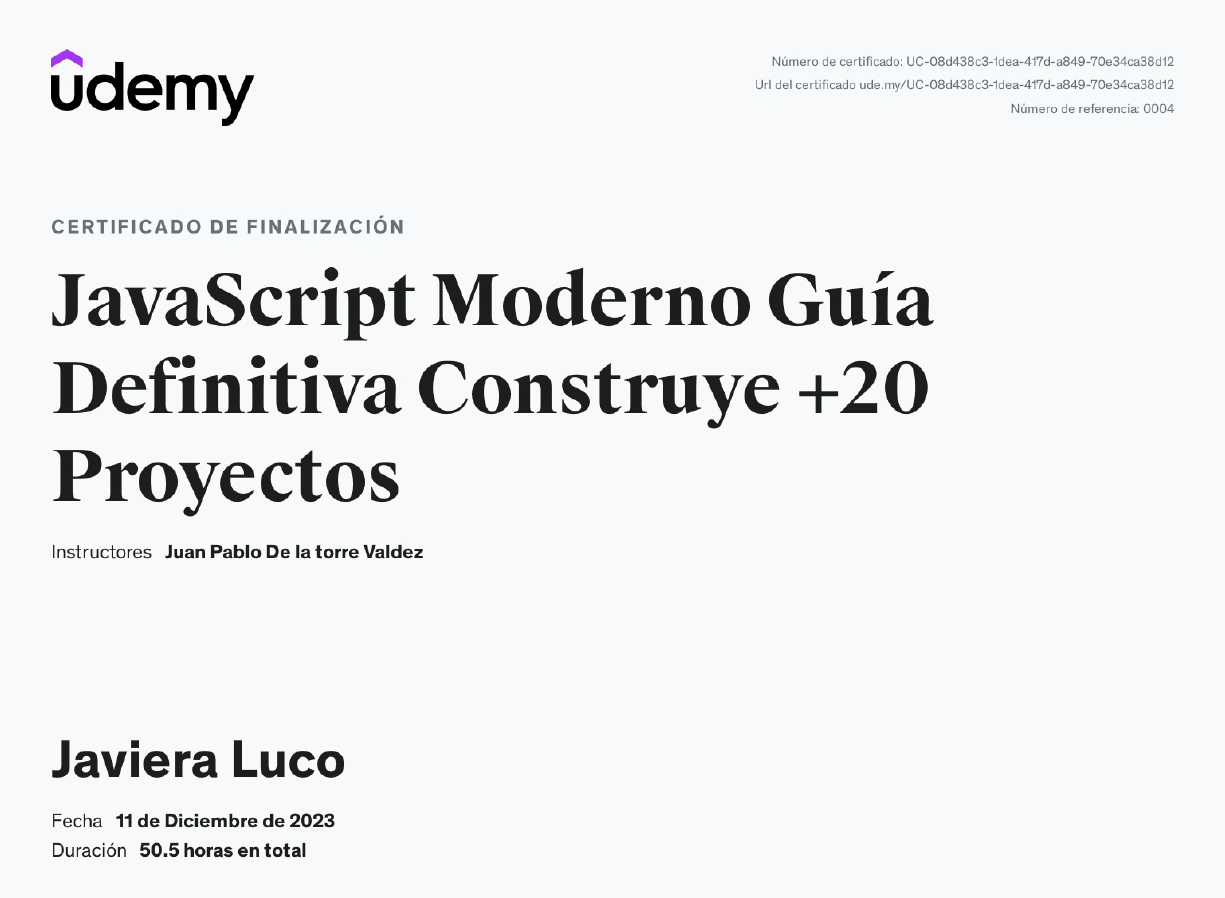 udemy
Número de certificado: UC-08d438c3-1dea-417d-a849-70e34ca38d12
Url del certificado ude.my/UC-08d438c3-1dea-417d-a849-70e34ca38d12
Número de referencia: 0004
CERTIFICADO DE FINALIZACIÓN
JavaScript Moderno Guía
Definitiva Construye +20
Proyectos
Instructores Juan Pablo De la torre Valdez
Javiera Luco
Fecha 11 de Diciembre de 2023
Duración 50.5 horas en total